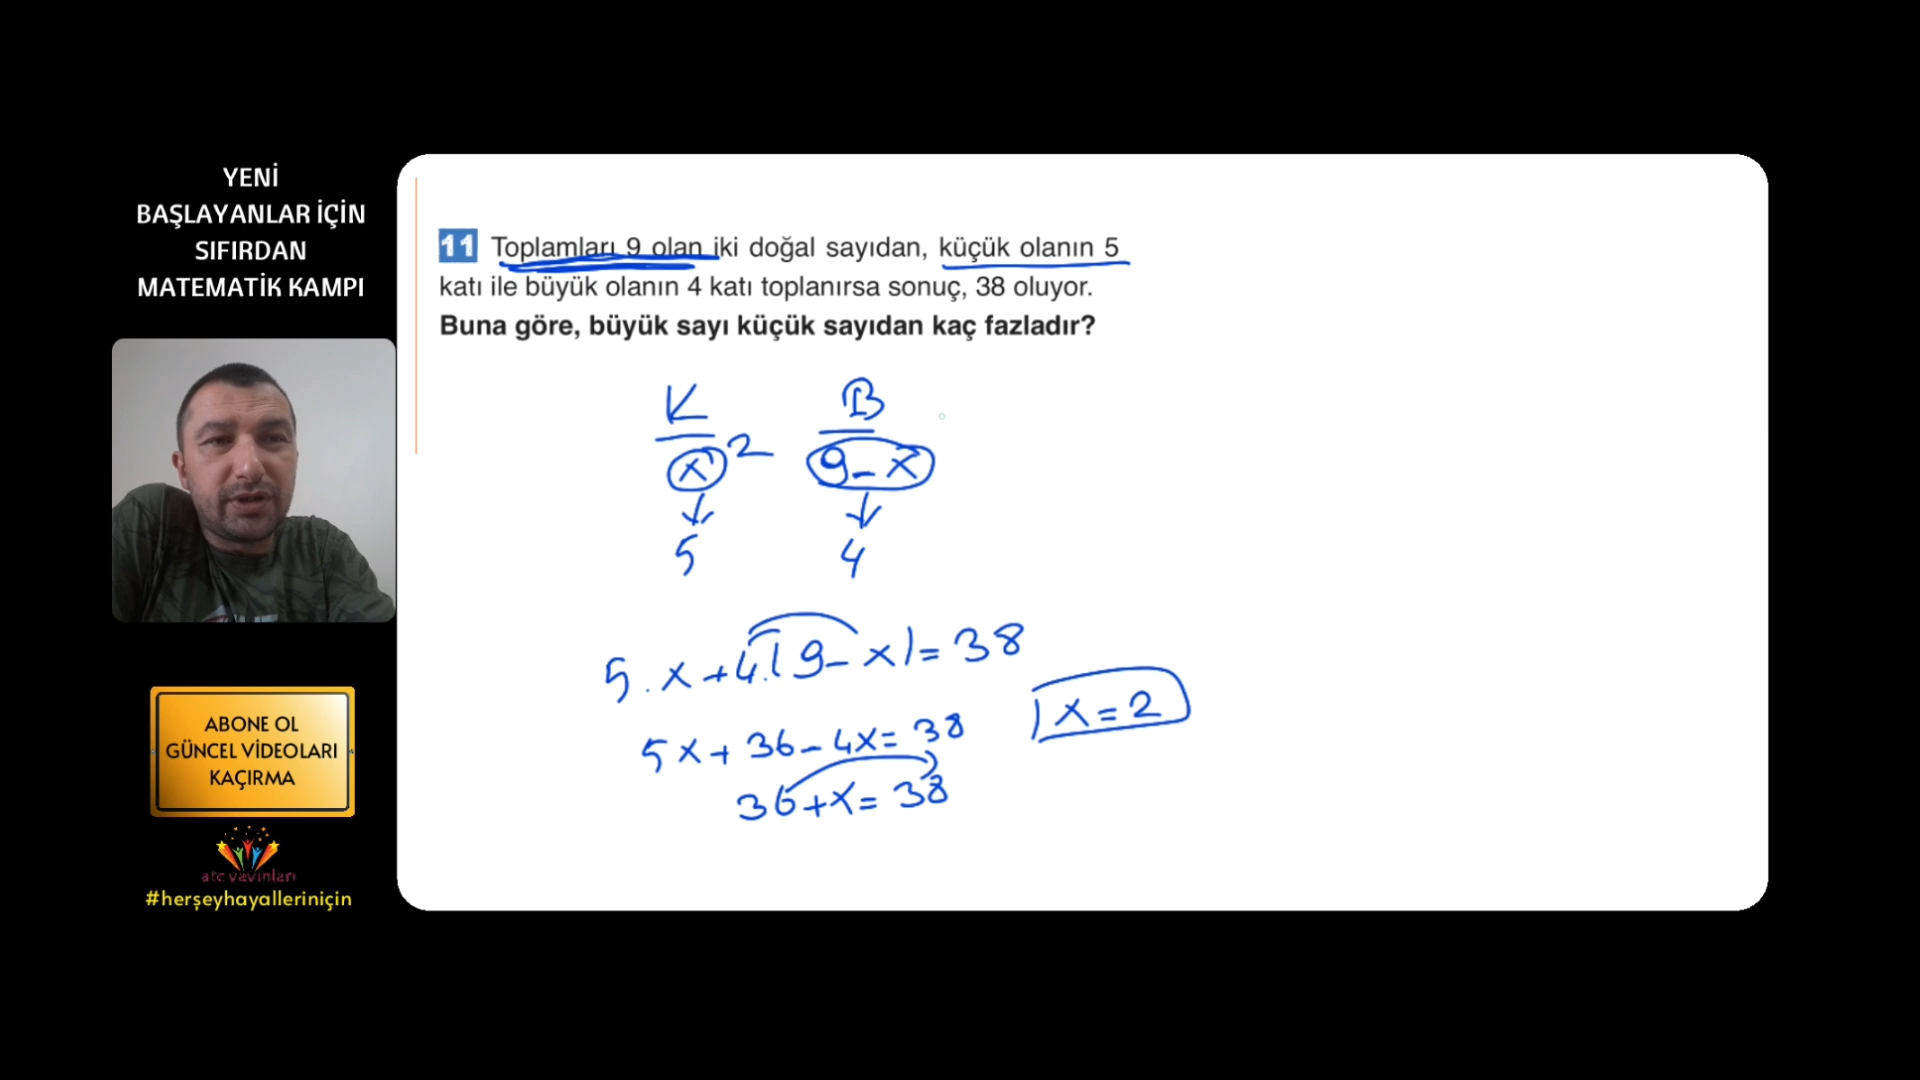 YENİ
BAŞLAYANLAR İÇİN
SIFIRDAN
MATEMATİK KAMPI
ABONE OL
GÜNCEL VİDEOLARI
KAÇIRMA
atc yayınları
#herşeyhayalleriniçin
11 Toplamları 9 olan iki doğal sayıdan, küçük olanın 5
katı ile büyük olanın 4 katı toplanırsa sonuç, 38 oluyor.
Buna göre, büyük sayı küçük sayıdan kaç fazladır?
K B
x 2 9-x
5 4
5.x+4.(9-x)=38
5x+36-4x=38
x=2
36+x=38